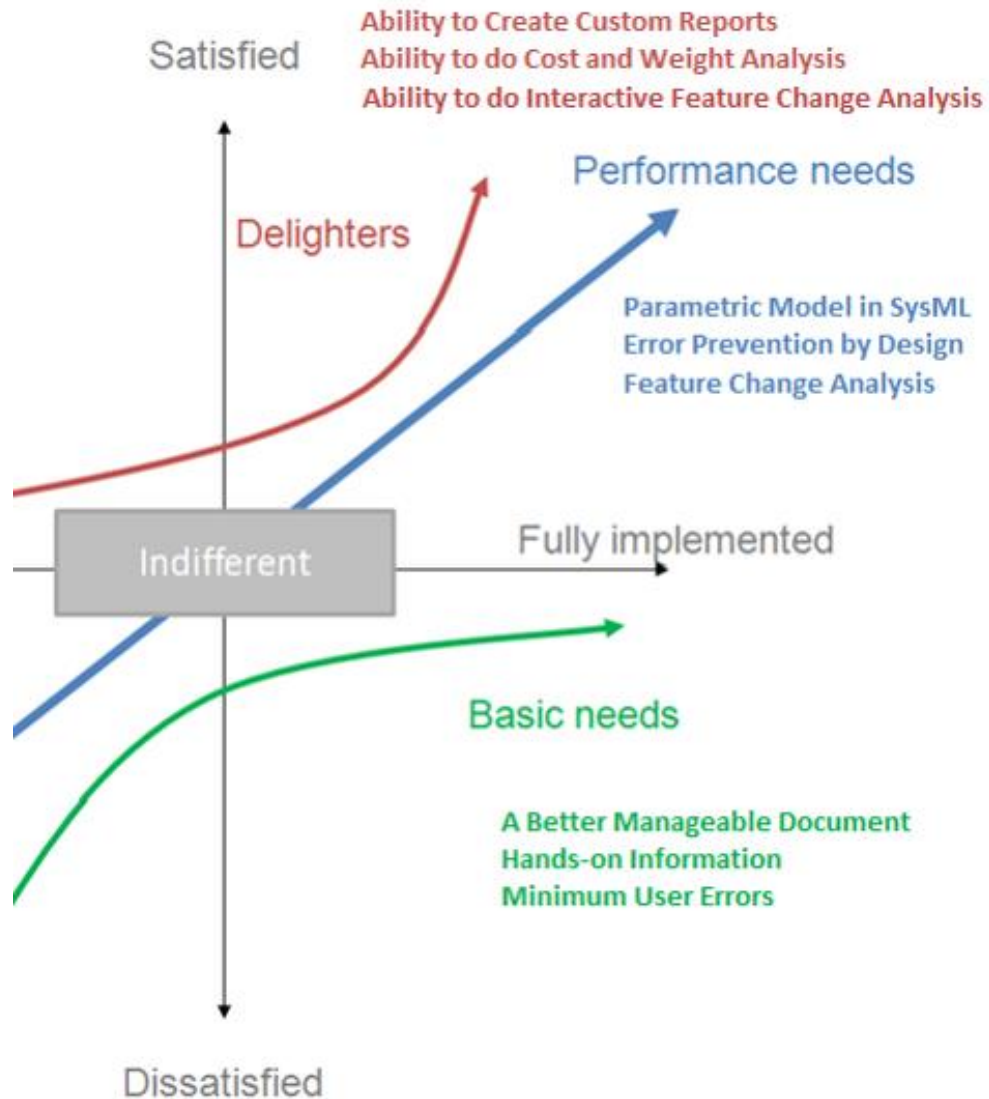 Ability to Create Custom Reports
Satisfied
Ability to do Cost and Weight Analysis
Ability to do Interactive Feature Change Analysis
Performance needs
Delighters
Parametric Model in SysML
Error Prevention by Design
Feature Change Analysis
Fully implemented
Indifferent
Basic needs
A Better Manageable Document
Hands-on Information
Minimum User Errors
Dissatisfied